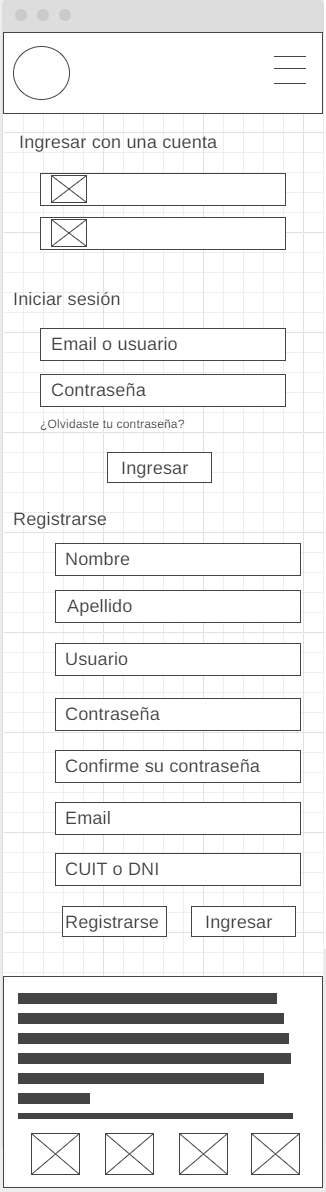 Ingresar con una cuenta
Iniciar sesión
Email o usuario
Contraseña
¿Olvidaste tu contraseña?
Ingresar
Registrarse
Nombre
Apellido
Usuario
Contraseña
Confirme su contraseña
Email
CUIT o DNI
Registrarse Ingresar